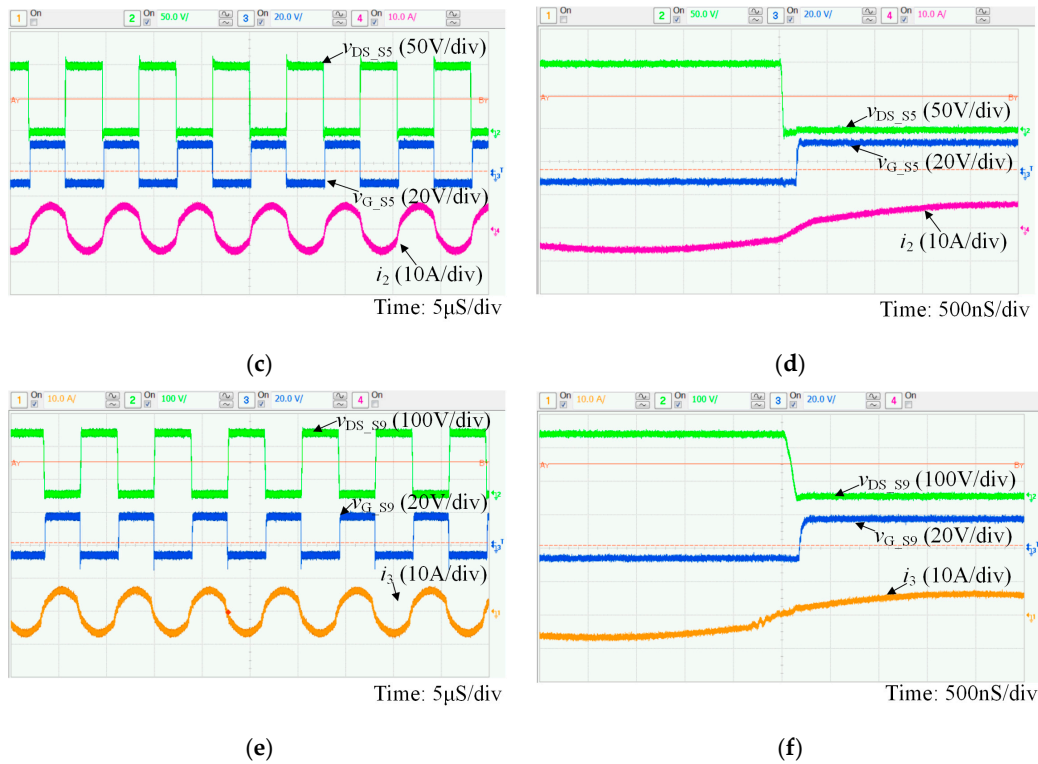 1 On 2 On 50.0 V/ 3 On 20.0 V/ 4 On 10.0 A/
vDS_S5 (50V/div)
vG_S5 (20V/div)
i2 (10A/div)
Time: 5μS/div
(c)
1 On 2 On 50.0 V/ 3 On 20.0 V/ 4 On 10.0 A/
vDS_S5 (50V/div)
vG_S5 (20V/div)
i2 (10A/div)
Time: 500nS/div
(d)
1 On 10.0 A/ 2 On 100 V/ 3 On 20.0 V/ 4 On
vDS_S9 (100V/div)
vG_S9 (20V/div)
i3 (10A/div)
Time: 5μS/div
(e)
1 On 10.0 A/ 2 On 100 V/ 3 On 20.0 V/ 4 On
vDS_S9 (100V/div)
vG_S9 (20V/div)
i3 (10A/div)
Time: 500nS/div
(f)